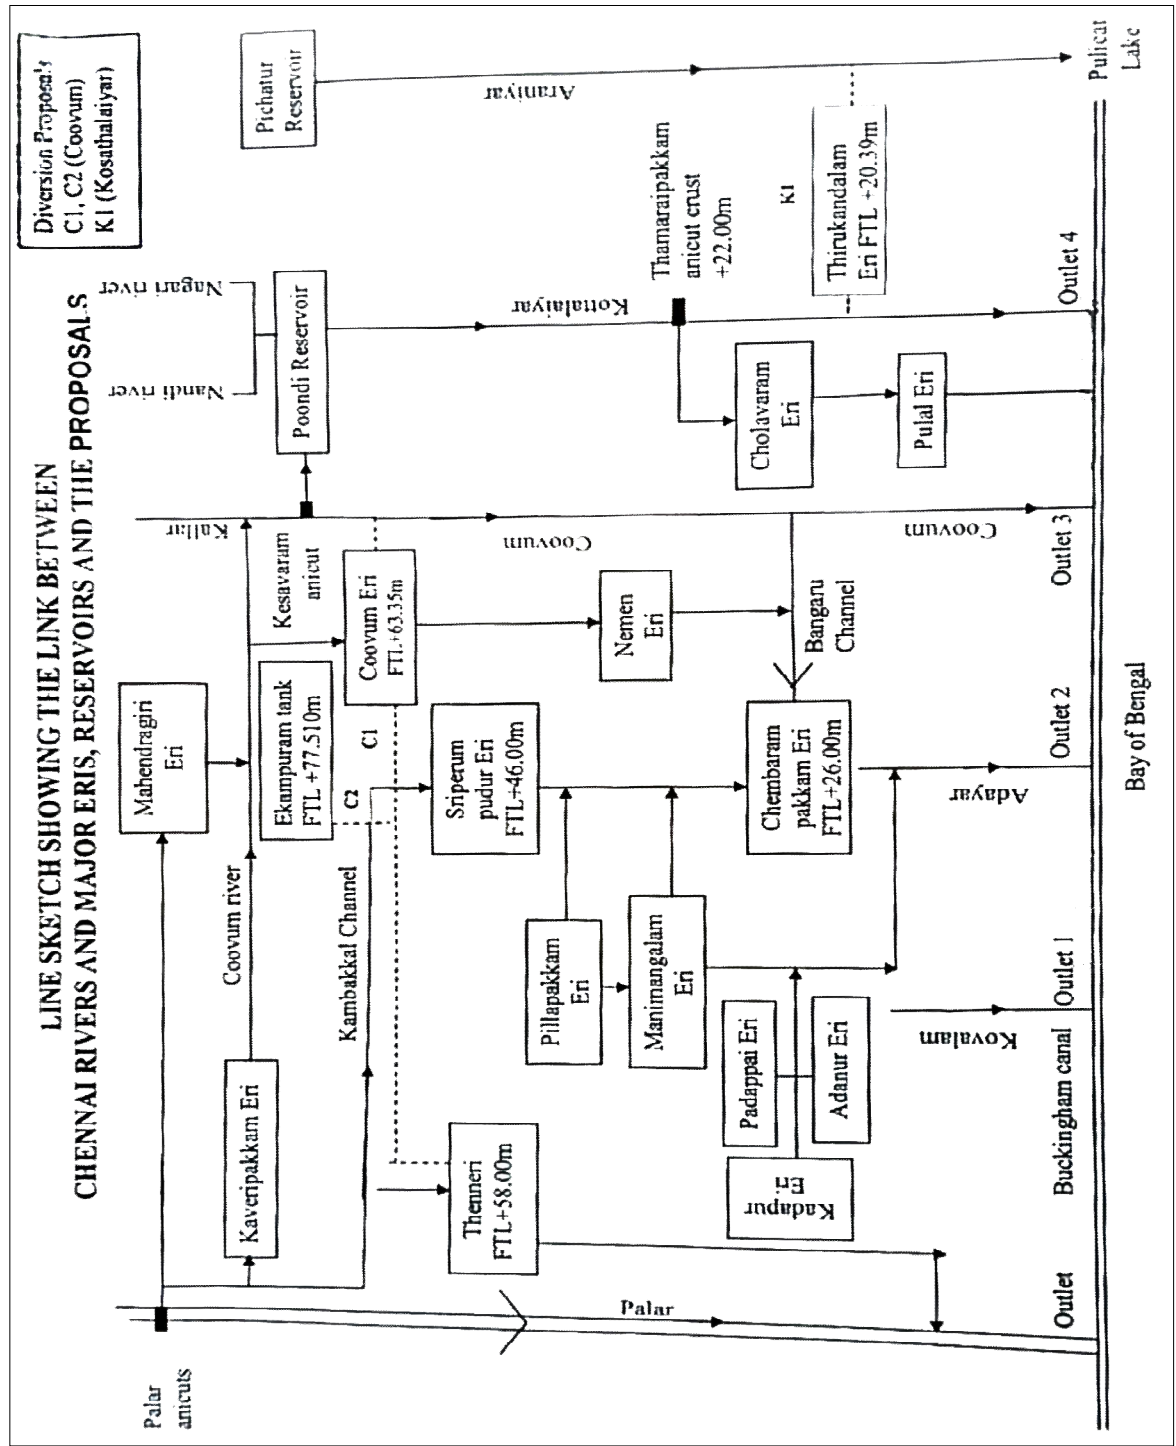 LINE SKETCH SHOWING THE LINK BETWEEN
CHENNAI RIVERS AND MAJOR ERIS, RESERVOIRS AND THE PROPOSALS
Diversion Proposals
C1, C2 (Coovum)
K1 (Kosathalaiyar)
Palar
anicuts
Kaveripakkam Eri
Coovum river
Mahendragiri
Eri
Kallar
Nandi river
Nagari river
Pichatur
Reservoir
Kambakkal Channel
Ekampuram tank
FTL +77.510m
Kesavaram
anicut
Poondi Reservoir
Araniyar
C2
C1
Coovum Eri
FTL+63.35m
Thenneri
FTL+58.00m
Sriperum
pudur Eri
FTL+46.00m
Coovum
Kottalaiyar
Pillapakkam
Eri
Nemen
Eri
Thamaraipakkam
anicut crust
+22.00m
Palar
Manimangalam
Eri
Kadapur
Eri
Padappai Eri
Adanur Eri
Chembaram
pakkam Eri
FTL+26.00m
Bangaru
Channel
Cholavaram
Eri
K1
Thirukandalam
Eri FTL +20.39m
Pulal Eri
Kovalam
Adayar
Coovum
Outlet
Buckingham canal
Outlet 1
Outlet 2
Outlet 3
Outlet 4
Pulicat
Lake
Bay of Bengal